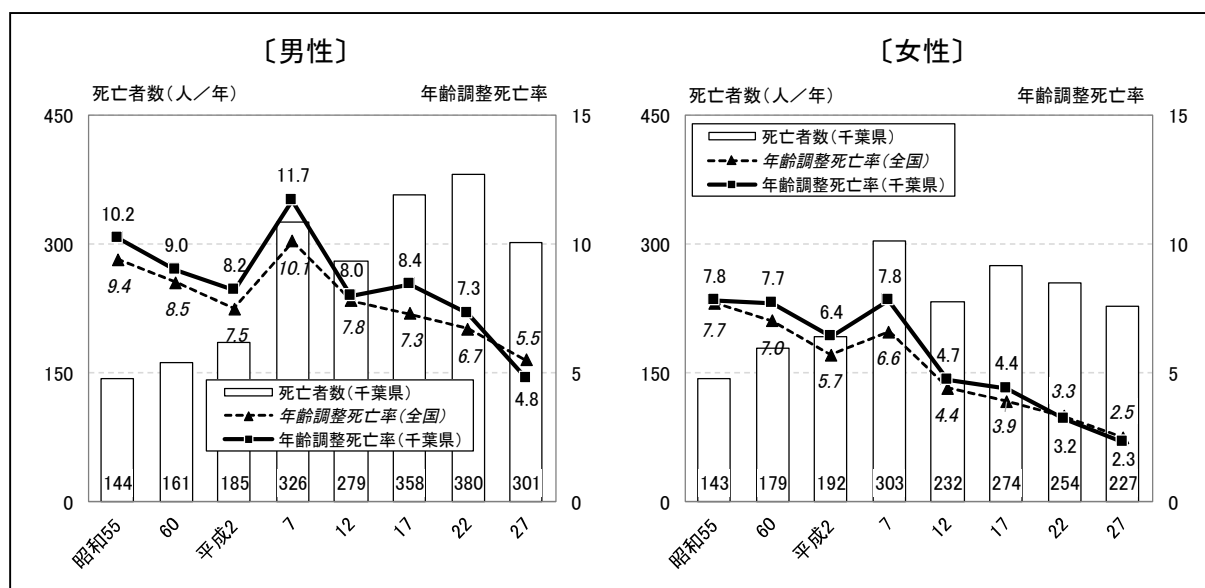 〔男性〕
死亡者数(人／年) 年齢調整死亡率
450 15
300 10
150 5
0 0
10.2 9.0 8.2 11.7 8.0 8.4 7.3 4.8
9.4 8.5 7.5 10.1 7.8 7.3 6.7 5.5
死亡者数(千葉県)
年齢調整死亡率(全国)
年齢調整死亡率(千葉県)
144 161 185 326 279 358 380 301
昭和55 60 平成2 7 12 17 22 27
〔女性〕
死亡者数(人／年) 年齢調整死亡率
450 15
300 10
150 5
0 0
死亡者数(千葉県)
年齢調整死亡率(全国)
年齢調整死亡率(千葉県)
7.8 7.7 6.4 7.8 4.7 4.4 3.2 2.3
7.7 7.0 5.7 6.6 4.4 3.9 3.3 2.5
143 179 192 303 232 274 254 227
昭和55 60 平成2 7 12 17 22 27